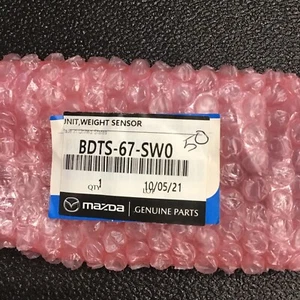 UNIT,WEIGHT SENSOR
BDTS-67-SW0
50
1
QTY
10/05/21
mazda GENUINE PARTS